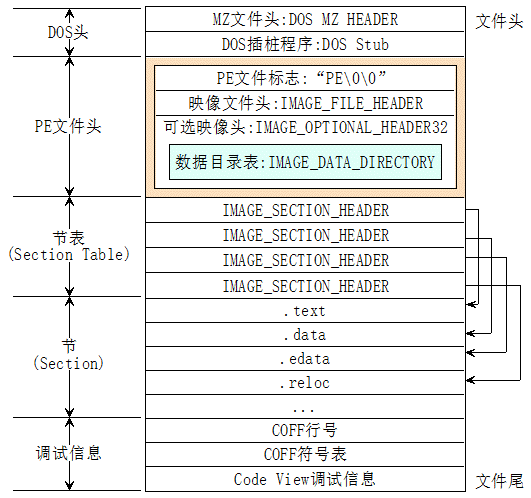 MZ文件头:DOS MZ HEADER
文件头
DOS头
DOS插桩程序:DOS Stub
PE文件标志:“PE\0\0”
映像文件头:IMAGE_FILE_HEADER
PE文件头
可选映像头:IMAGE_OPTIONAL_HEADER32
数据目录表:IMAGE_DATA_DIRECTORY
IMAGE_SECTION_HEADER
IMAGE_SECTION_HEADER
节表
(Section Table)
IMAGE_SECTION_HEADER
IMAGE_SECTION_HEADER
.text
.data
节
(Section)
.edata
.reloc
...
COFF行号
调试信息
COFF符号表
Code View调试信息
文件尾